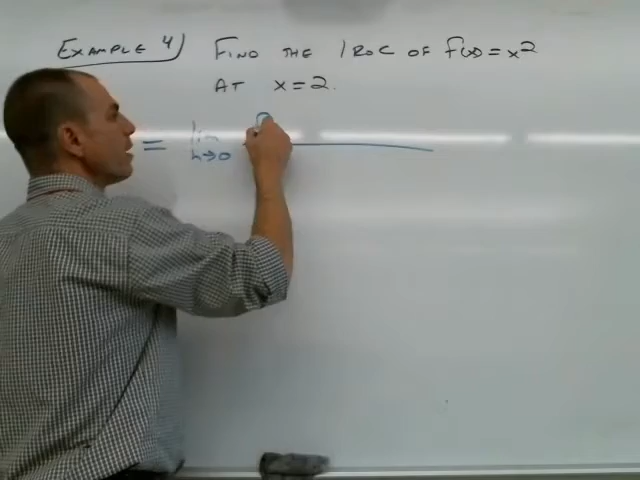 EXAMPLE 4) FIND THE IROC OF f(x) = x²
AT x = 2.
= lim
h→0